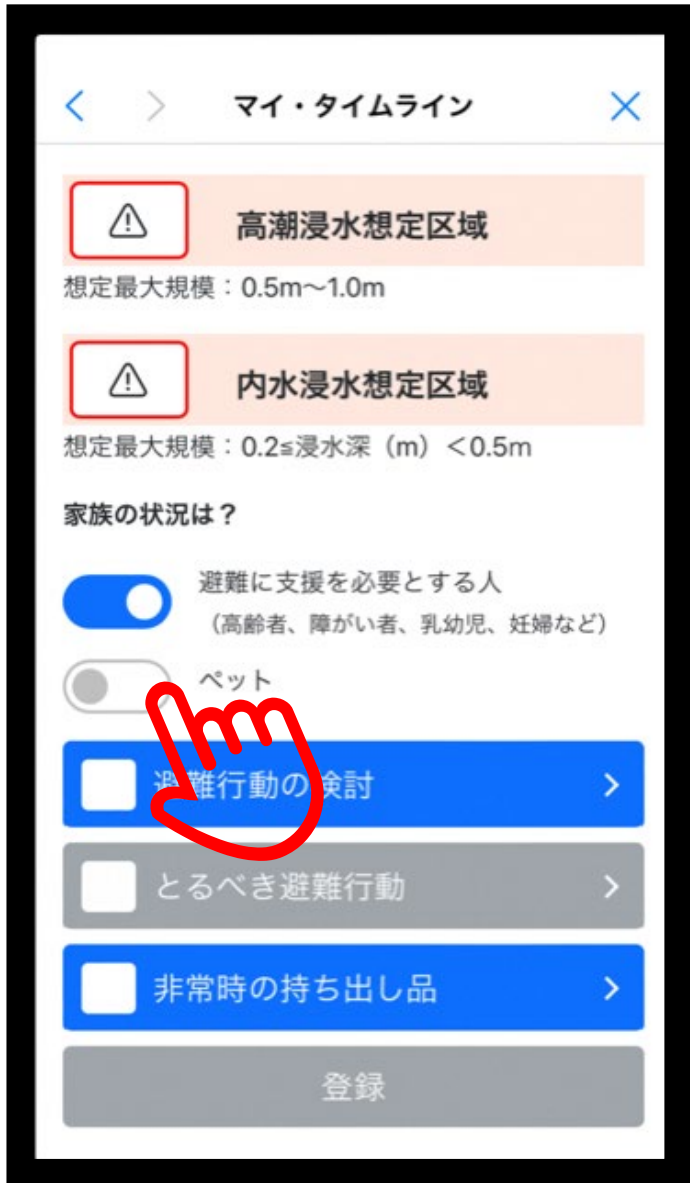 マイ・タイムライン
高潮浸水想定区域
想定最大規模：0.5m〜1.0m
内水浸水想定区域
想定最大規模：0.2≦浸水深（m）＜0.5m
家族の状況は？
避難に支援を必要とする人
（高齢者、障がい者、乳幼児、妊婦など）
ペット
避難行動の検討
とるべき避難行動
非常時の持ち出し品
登録